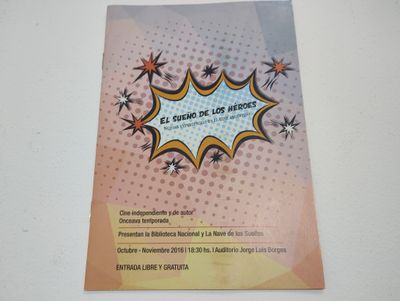 EL SUEÑO DE LOS HÉROES
Cine independiente y de autor
Onceava temporada
Presentan la Biblioteca Nacional y La Nave de los Sueños
Octubre - Noviembre 2016 | 18:30 hs. | Auditorio Jorge Luis Borges
ENTRADA LIBRE Y GRATUITA